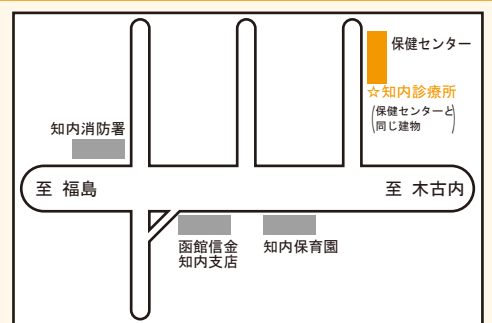 保健センター
☆知内診療所
(保健センターと
同じ建物)
知内消防署
至 福島
至 木古内
函館信金
知内支店
知内保育園